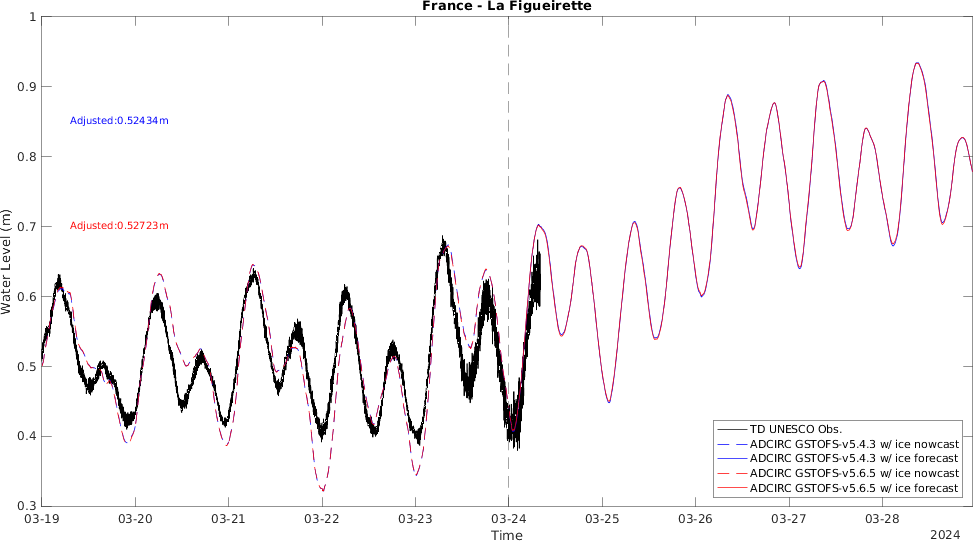 France - La Figueirette
Water Level (m)
1
0.9
0.8
0.7
0.6
0.5
0.4
0.3
Adjusted:0.52434m
Adjusted:0.52723m
TD UNESCO Obs.
ADCIRC GSTOFS-v5.4.3 w/ ice nowcast
ADCIRC GSTOFS-v5.4.3 w/ ice forecast
ADCIRC GSTOFS-v5.6.5 w/ ice nowcast
ADCIRC GSTOFS-v5.6.5 w/ ice forecast
03-19 03-20 03-21 03-22 03-23 03-24 03-25 03-26 03-27 03-28
Time
2024